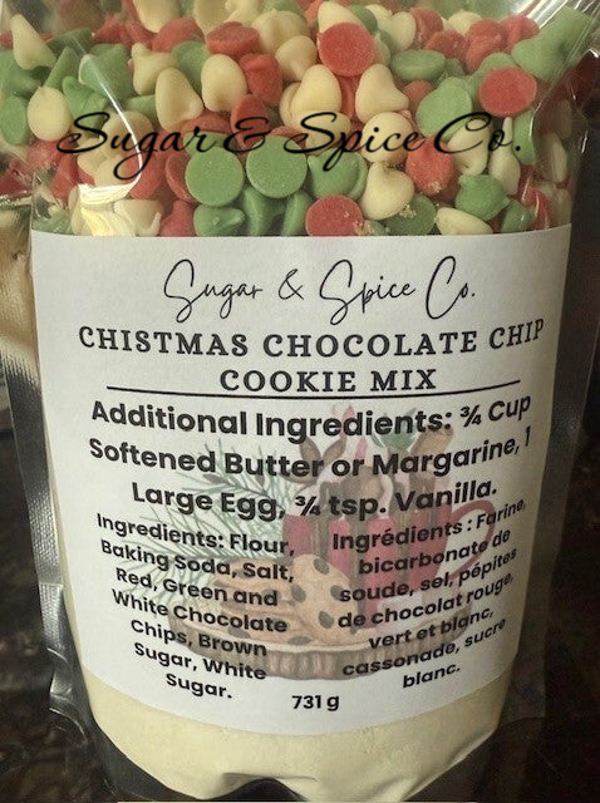 Sugar & Spice Co.
Sugar & Spice Co.
CHISTMAS CHOCOLATE CHIP
COOKIE MIX
Additional Ingredients: ¾ Cup
Softened Butter or Margarine, 1
Large Egg, ¾ tsp. Vanilla.
Ingredients: Flour,
Baking Soda, Salt,
Red, Green and
White Chocolate
Chips, Brown
Sugar, White
Sugar.
Ingrédients : Farine,
bicarbonate de
soude, sel, pépites
de chocolat rouge,
vert et blanc,
cassonade, sucre
blanc.
731 g